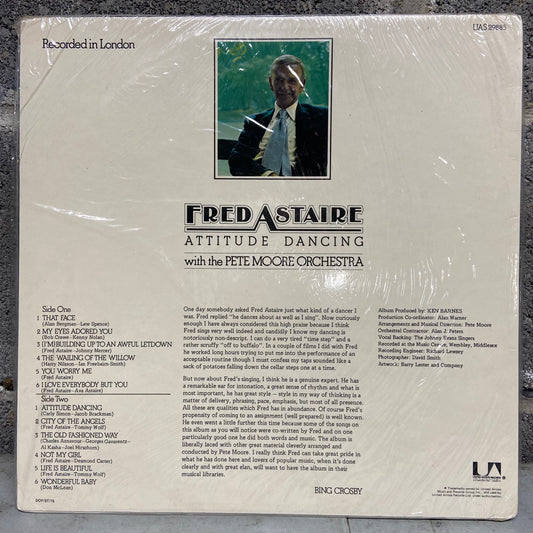 Recorded in London
UAS 29885
FRED ASTAIRE
ATTITUDE DANCING
with the PETE MOORE ORCHESTRA
Side One
1 THAT FACE
(Alan Bergman-Lew Spence)
2 MY EYES ADORED YOU
(Bob Crewe-Kenny Nolan)
3 (I'M) BUILDING UP TO AN AWFUL LETDOWN
(Fred Astaire-Johnny Mercer)
4 THE WAILING OF THE WILLOW
(Harry Nilsson-Ian Freebairn-Smith)
5 YOU WORRY ME
(Fred Astaire)
6 I LOVE EVERYBODY BUT YOU
(Fred Astaire-Ava Astaire)
Side Two
1 ATTITUDE DANCING
(Carly Simon-Jacob Brackman)
2 CITY OF THE ANGELS
(Fred Astaire-Tommy Wolf)
3 THE OLD FASHIONED WAY
(Charles Aznavour-Georges Garvarentz-
Al Kasha-Joel Hirschhorn)
4 NOT MY GIRL
(Fred Astaire-Desmond Carter)
5 LIFE IS BEAUTIFUL
(Fred Astaire-Tommy Wolf)
6 WONDERFUL BABY
(Don McLean)
One day somebody asked Fred Astaire just what kind of a dancer I
was. Fred replied "he dances about as well as I sing". Now curiously
enough I have always considered this high praise because I think
Fred sings very well indeed and candidly I know my dancing is
notoriously non-descript. I can do a very tired "time step" and a
rather scruffy "off to buffalo". In a couple of films I did with Fred
he worked long hours trying to put me into the performance of an
acceptable routine though I must confess my taps sounded like a
sack of potatoes falling down the cellar steps one at a time.
But now about Fred's singing, I think he is a genuine expert. He has
a remarkable ear for intonation, a great sense of rhythm and what is
most important, he has great style - style in my way of thinking is a
matter of delivery, phrasing, pace, emphasis, but most of all presence.
All these are qualities which Fred has in abundance. Of course Fred's
propensity of coming to an assignment (well prepared) is well known.
He even went a little further this time because some of the songs on
this album as you will notice were co-written by Fred and on one
particularly good one he did both words and music. The album is
liberally laced with other great material cleverly arranged and
conducted by Pete Moore. I really think Fred can take great pride in
what he has done here and lovers of popular music, when it's done
clearly and with great elan, will want to have the album in their
musical libraries.
BING CROSBY
Album Produced by KEN BARNES
Production Co-ordinator: Alan Warner
Arrangements and Musical Direction: Pete Moore
Orchestral Contractor: Alan Z Peters
Vocal Backing: The Johnny Evans Singers
Recorded at the Music Centre, Wembley, Middlesex
Recording Engineer: Richard Lewzey
Photographer: David Smith
Artwork: Barry Lester and Company